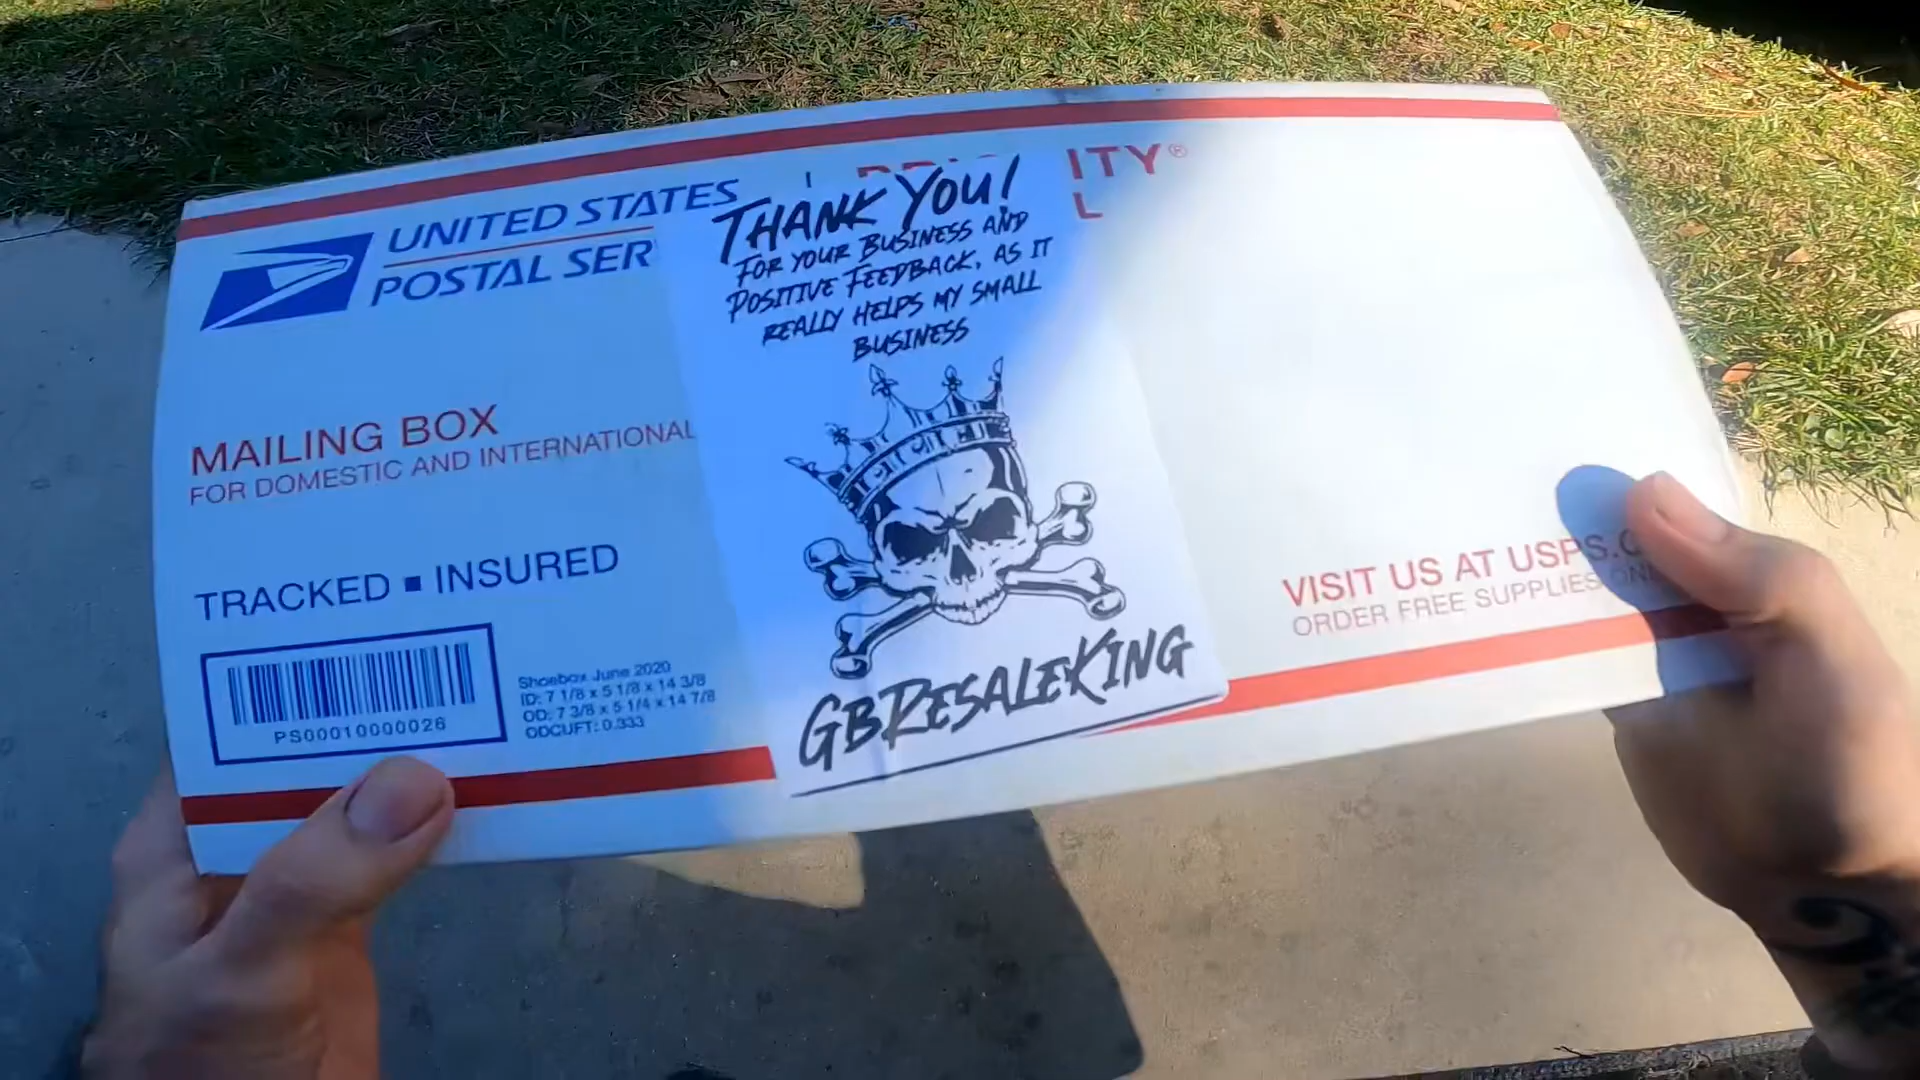 UNITED STATES
POSTAL SER
ITY®
L
THANK YOU!
FOR YOUR BUSINESS AND
POSITIVE FEEDBACK, AS IT
REALLY HELPS MY SMALL
BUSINESS
GBRESALEKING
MAILING BOX
FOR DOMESTIC AND INTERNATIONAL
TRACKED ■ INSURED
PS00010000026
Shoebox June 2020
ID: 7 1/8 x 5 1/8 x 14 3/8
OD: 7 3/8 x 5 1/4 x 14 7/8
ODCUFT: 0.333
VISIT US AT USPS.
ORDER FREE SUPPLIES